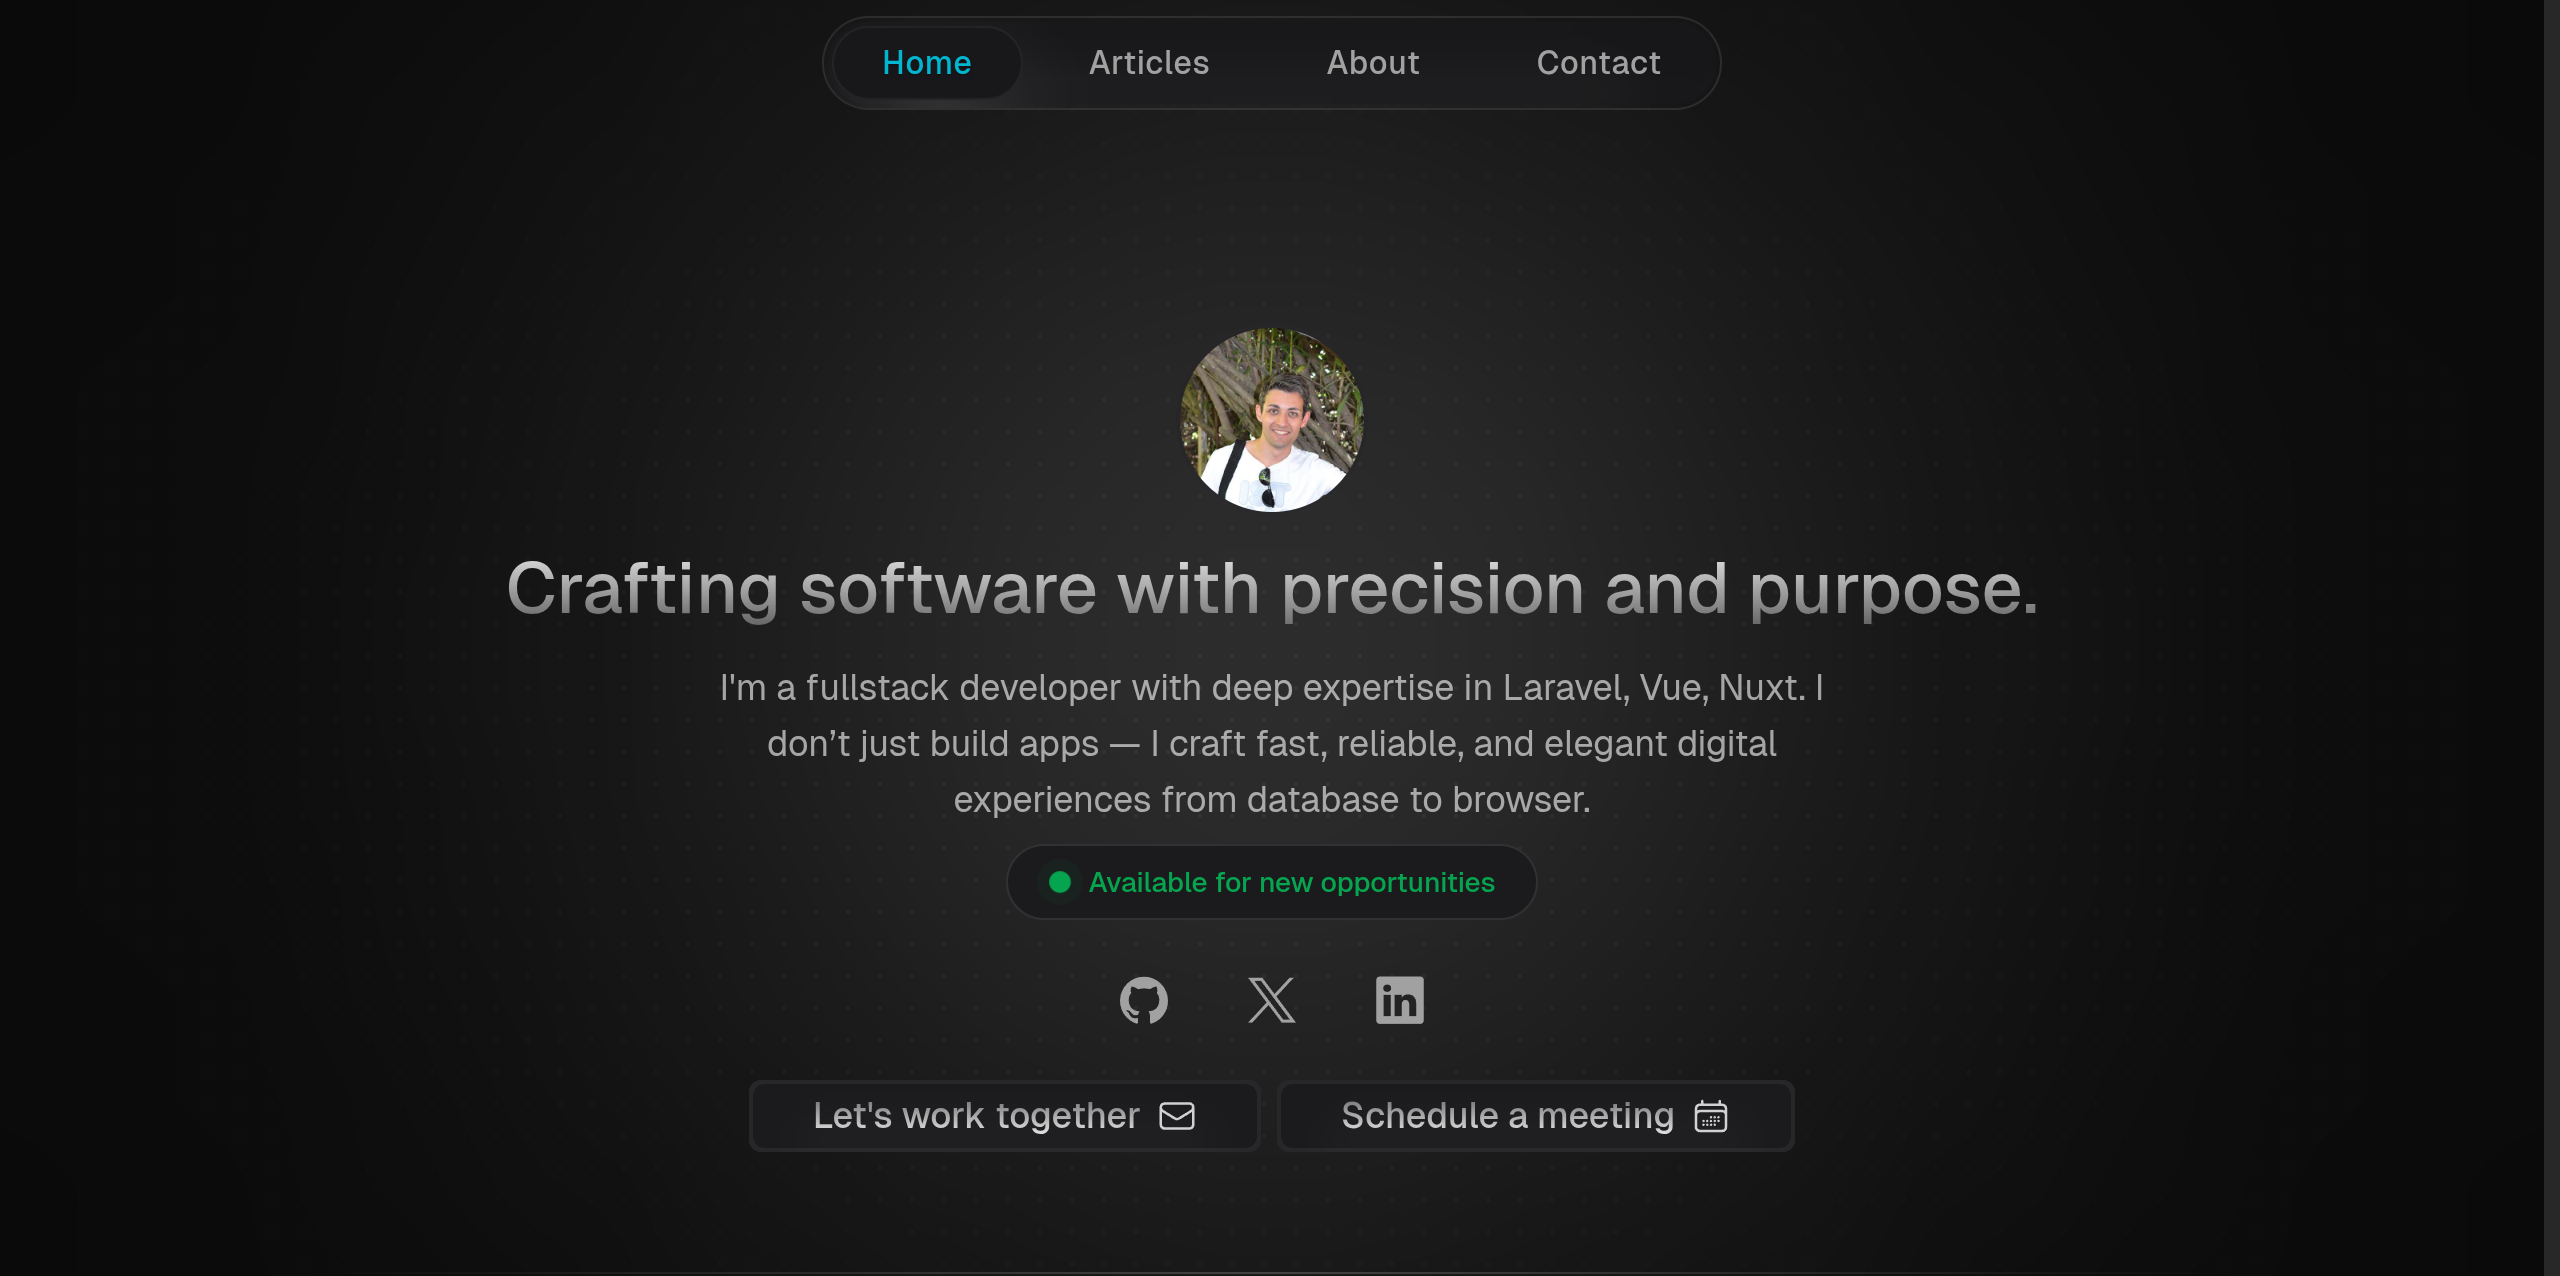 Home
Articles
About
Contact
Crafting software with precision and purpose.
I'm a fullstack developer with deep expertise in Laravel, Vue, Nuxt. I
don’t just build apps — I craft fast, reliable, and elegant digital
experiences from database to browser.
Available for new opportunities
Let's work together
Schedule a meeting